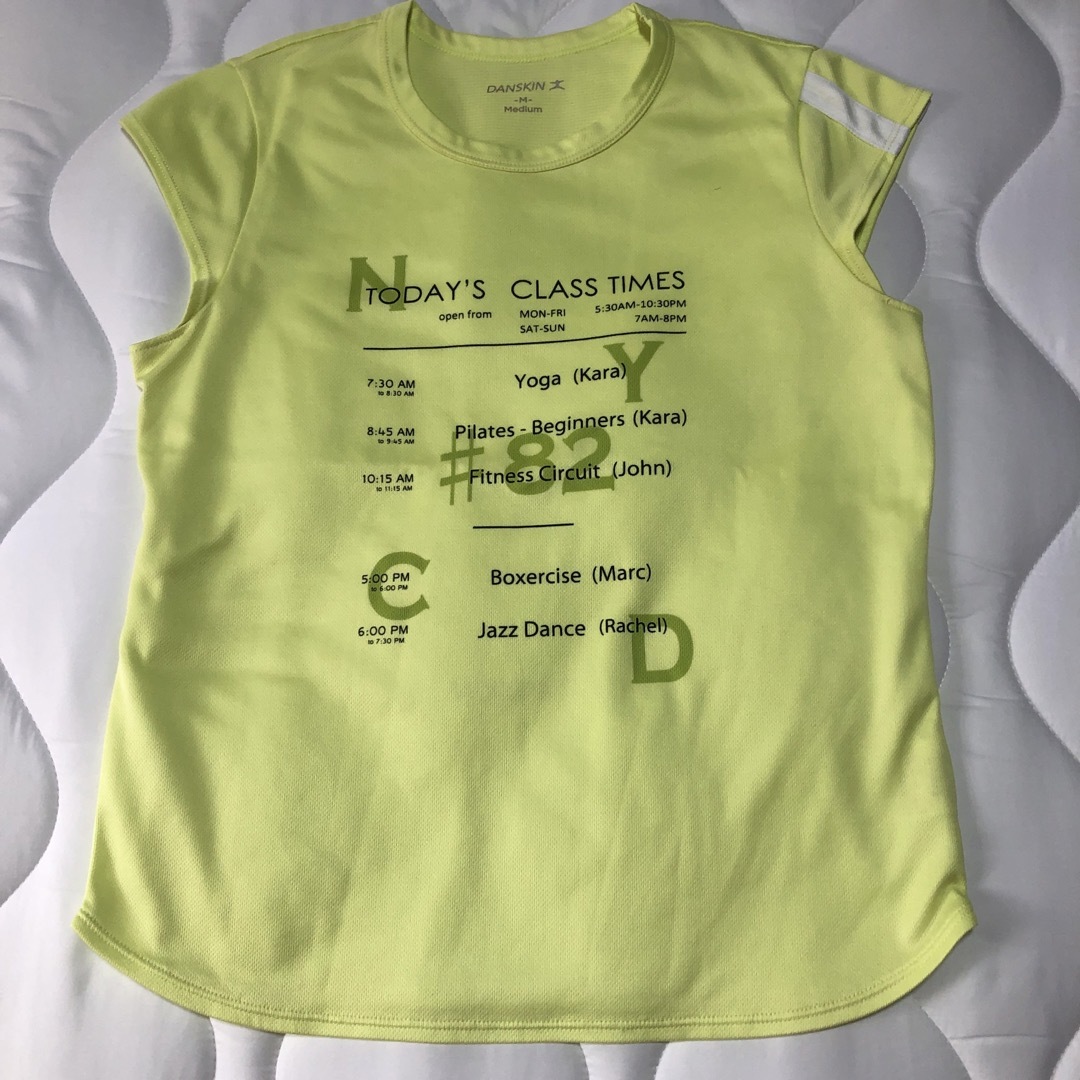 DANSKIN
-M-
Medium
N
TODAY'S CLASS TIMES
open from MON-FRI 5:30AM-10:30PM
SAT-SUN 7AM-8PM
Y
7:30 AM Yoga (Kara)
to 8:30 AM
8:45 AM Pilates - Beginners (Kara)
to 9:45 AM
#82
10:15 AM Fitness Circuit (John)
to 11:15 AM
C
5:00 PM Boxercise (Marc)
to 6:00 PM
6:00 PM Jazz Dance (Rachel)
to 7:30 PM
D